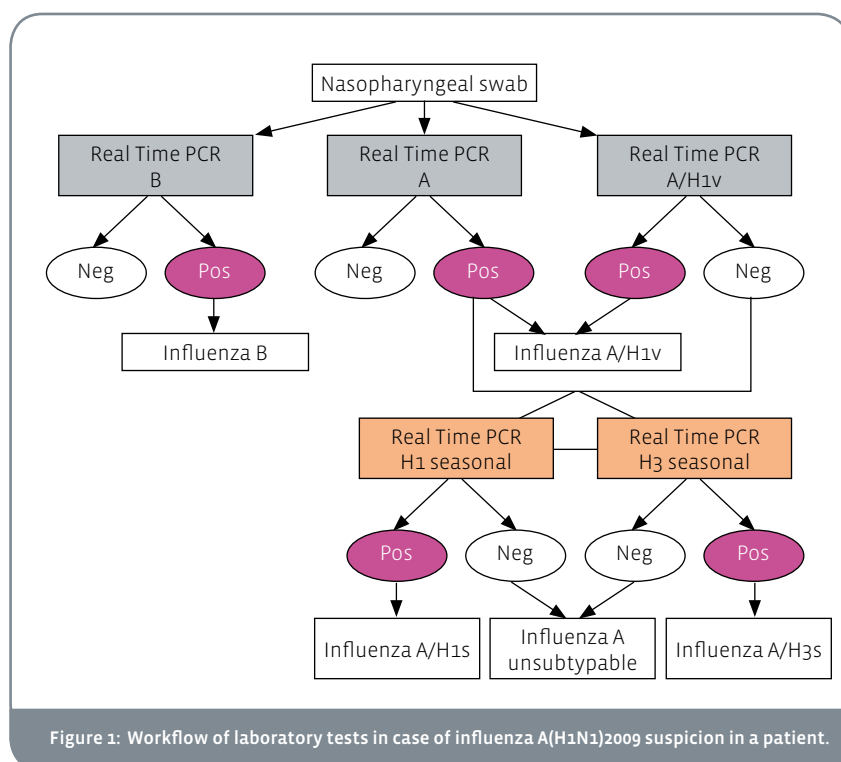 Nasopharyngeal swab
Real Time PCR
B
Real Time PCR
A
Real Time PCR
A/H1v
Neg
Pos
Neg
Pos
Pos
Neg
Influenza B
Influenza A/H1v
Real Time PCR
H1 seasonal
Real Time PCR
H3 seasonal
Pos
Neg
Neg
Pos
Influenza A/H1s
Influenza A
unsubtypable
Influenza A/H3s
Figure 1: Workflow of laboratory tests in case of influenza A(H1N1)2009 suspicion in a patient.